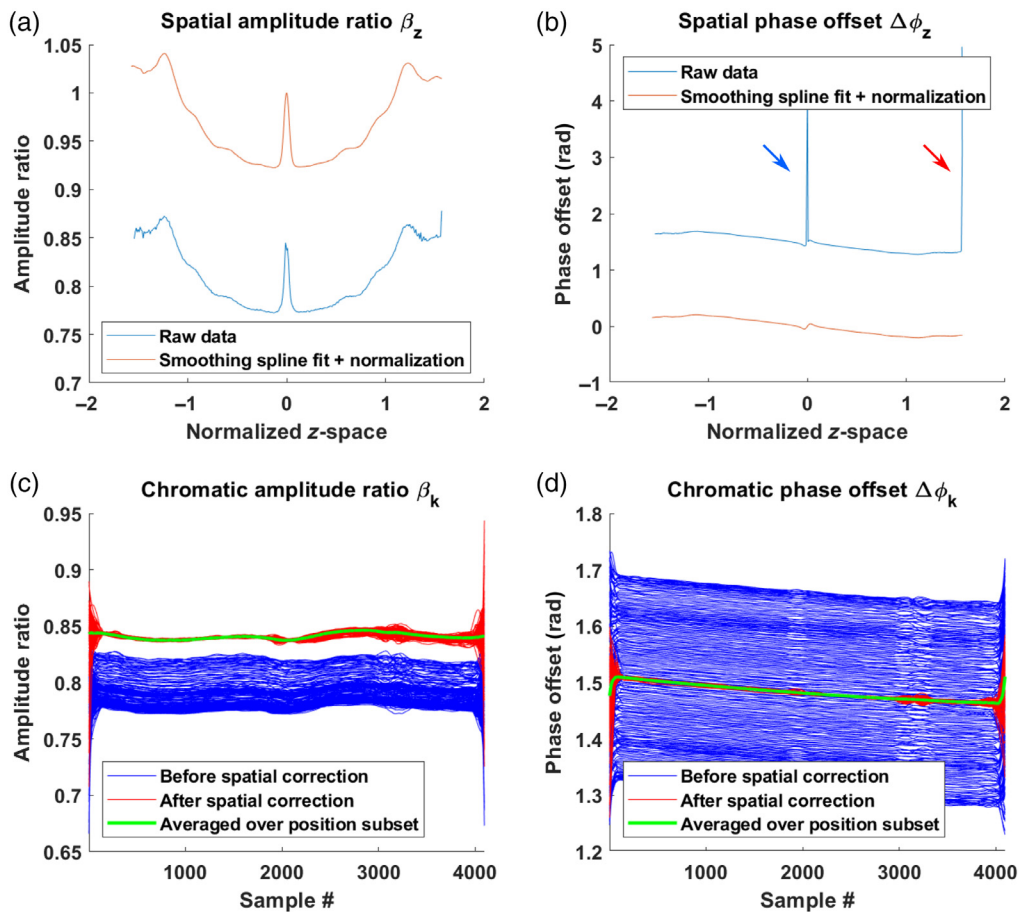 (a)
Spatial amplitude ratio β_z
1.05
1
0.95
0.9
0.85
0.8
0.75
0.7
Amplitude ratio
Raw data
Smoothing spline fit + normalization
−2
−1
0
1
2
Normalized z-space
(b)
Spatial phase offset Δϕ_z
5
4
3
2
1
0
−1
Phase offset (rad)
Raw data
Smoothing spline fit + normalization
−2
−1
0
1
2
Normalized z-space
(c)
Chromatic amplitude ratio β_k
0.95
0.9
0.85
0.8
0.75
0.7
0.65
Amplitude ratio
Before spatial correction
After spatial correction
Averaged over position subset
1000
2000
3000
4000
Sample #
(d)
Chromatic phase offset Δϕ_k
1.8
1.7
1.6
1.5
1.4
1.3
1.2
Phase offset (rad)
Before spatial correction
After spatial correction
Averaged over position subset
1000
2000
3000
4000
Sample #